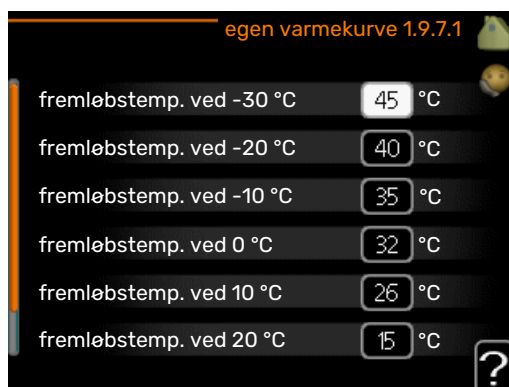 egen varmekurve 1.9.7.1
fremløbstemp. ved -30 °C 45 °C
fremløbstemp. ved -20 °C 40 °C
fremløbstemp. ved -10 °C 35 °C
fremløbstemp. ved 0 °C 32 °C
fremløbstemp. ved 10 °C 26 °C
fremløbstemp. ved 20 °C 15 °C
?